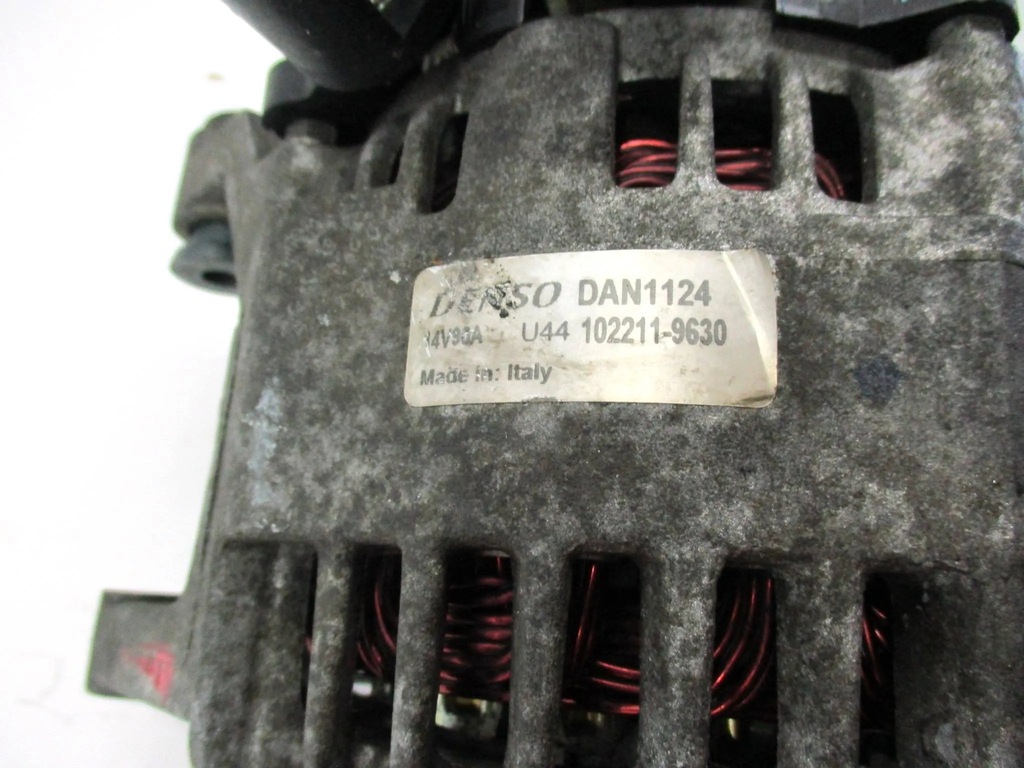 DENSO DAN1124
U44 102211-9630
Made in: Italy